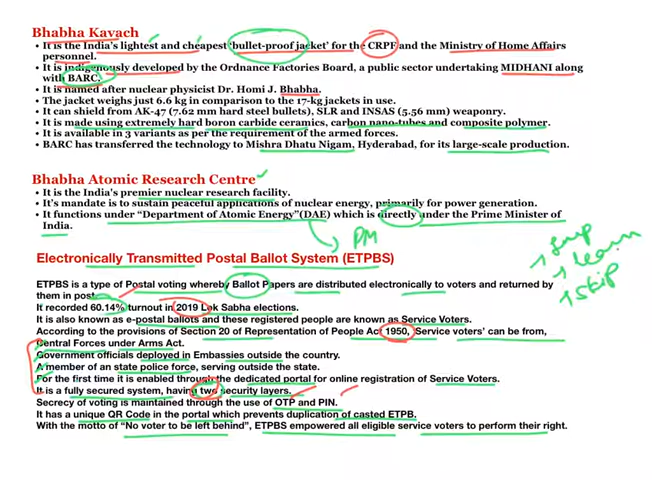 Bhabha Kavach
• It is the India's lightest and cheapest 'bullet-proof jacket' for the CRPF and the Ministry of Home Affairs
personnel.
• It is indigenously developed by the Ordnance Factories Board, a public sector undertaking MIDHANI along
with BARC.
• It is named after nuclear physicist Dr. Homi J. Bhabha.
• The jacket weighs just 6.6 kg in comparison to the 17-kg jackets in use.
• It can shield from AK-47 (7.62 mm hard steel bullets), SLR and INSAS (5.56 mm) weaponry.
• It is made using extremely hard boron carbide ceramics, carbon nano-tubes and composite polymer.
• It is available in 3 variants as per the requirement of the armed forces.
• BARC has transferred the technology to Mishra Dhatu Nigam, Hyderabad, for its large-scale production.
Bhabha Atomic Research Centre
• It is the India's premier nuclear research facility.
• It's mandate is to sustain peaceful applications of nuclear energy, primarily for power generation.
• It functions under "Department of Atomic Energy"(DAE) which is directly under the Prime Minister of
India.
PM
Electronically Transmitted Postal Ballot System (ETPBS)
imp
learn
skip
ETPBS is a type of Postal voting whereby Ballot Papers are distributed electronically to voters and returned by
them in post.
It recorded 60.14% turnout in 2019 Lok Sabha elections.
It is also known as e-postal ballots and these registered people are known as Service Voters.
According to the provisions of Section 20 of Representation of People Act 1950, 'Service voters' can be from,
Central Forces under Arms Act.
Government officials deployed in Embassies outside the country.
A member of an state police force, serving outside the state.
For the first time it is enabled through the dedicated portal for online registration of Service Voters.
It is a fully secured system, having two security layers.
Secrecy of voting is maintained through the use of OTP and PIN.
It has a unique QR Code in the portal which prevents duplication of casted ETPB.
With the motto of "No voter to be left behind", ETPBS empowered all eligible service voters to perform their right.